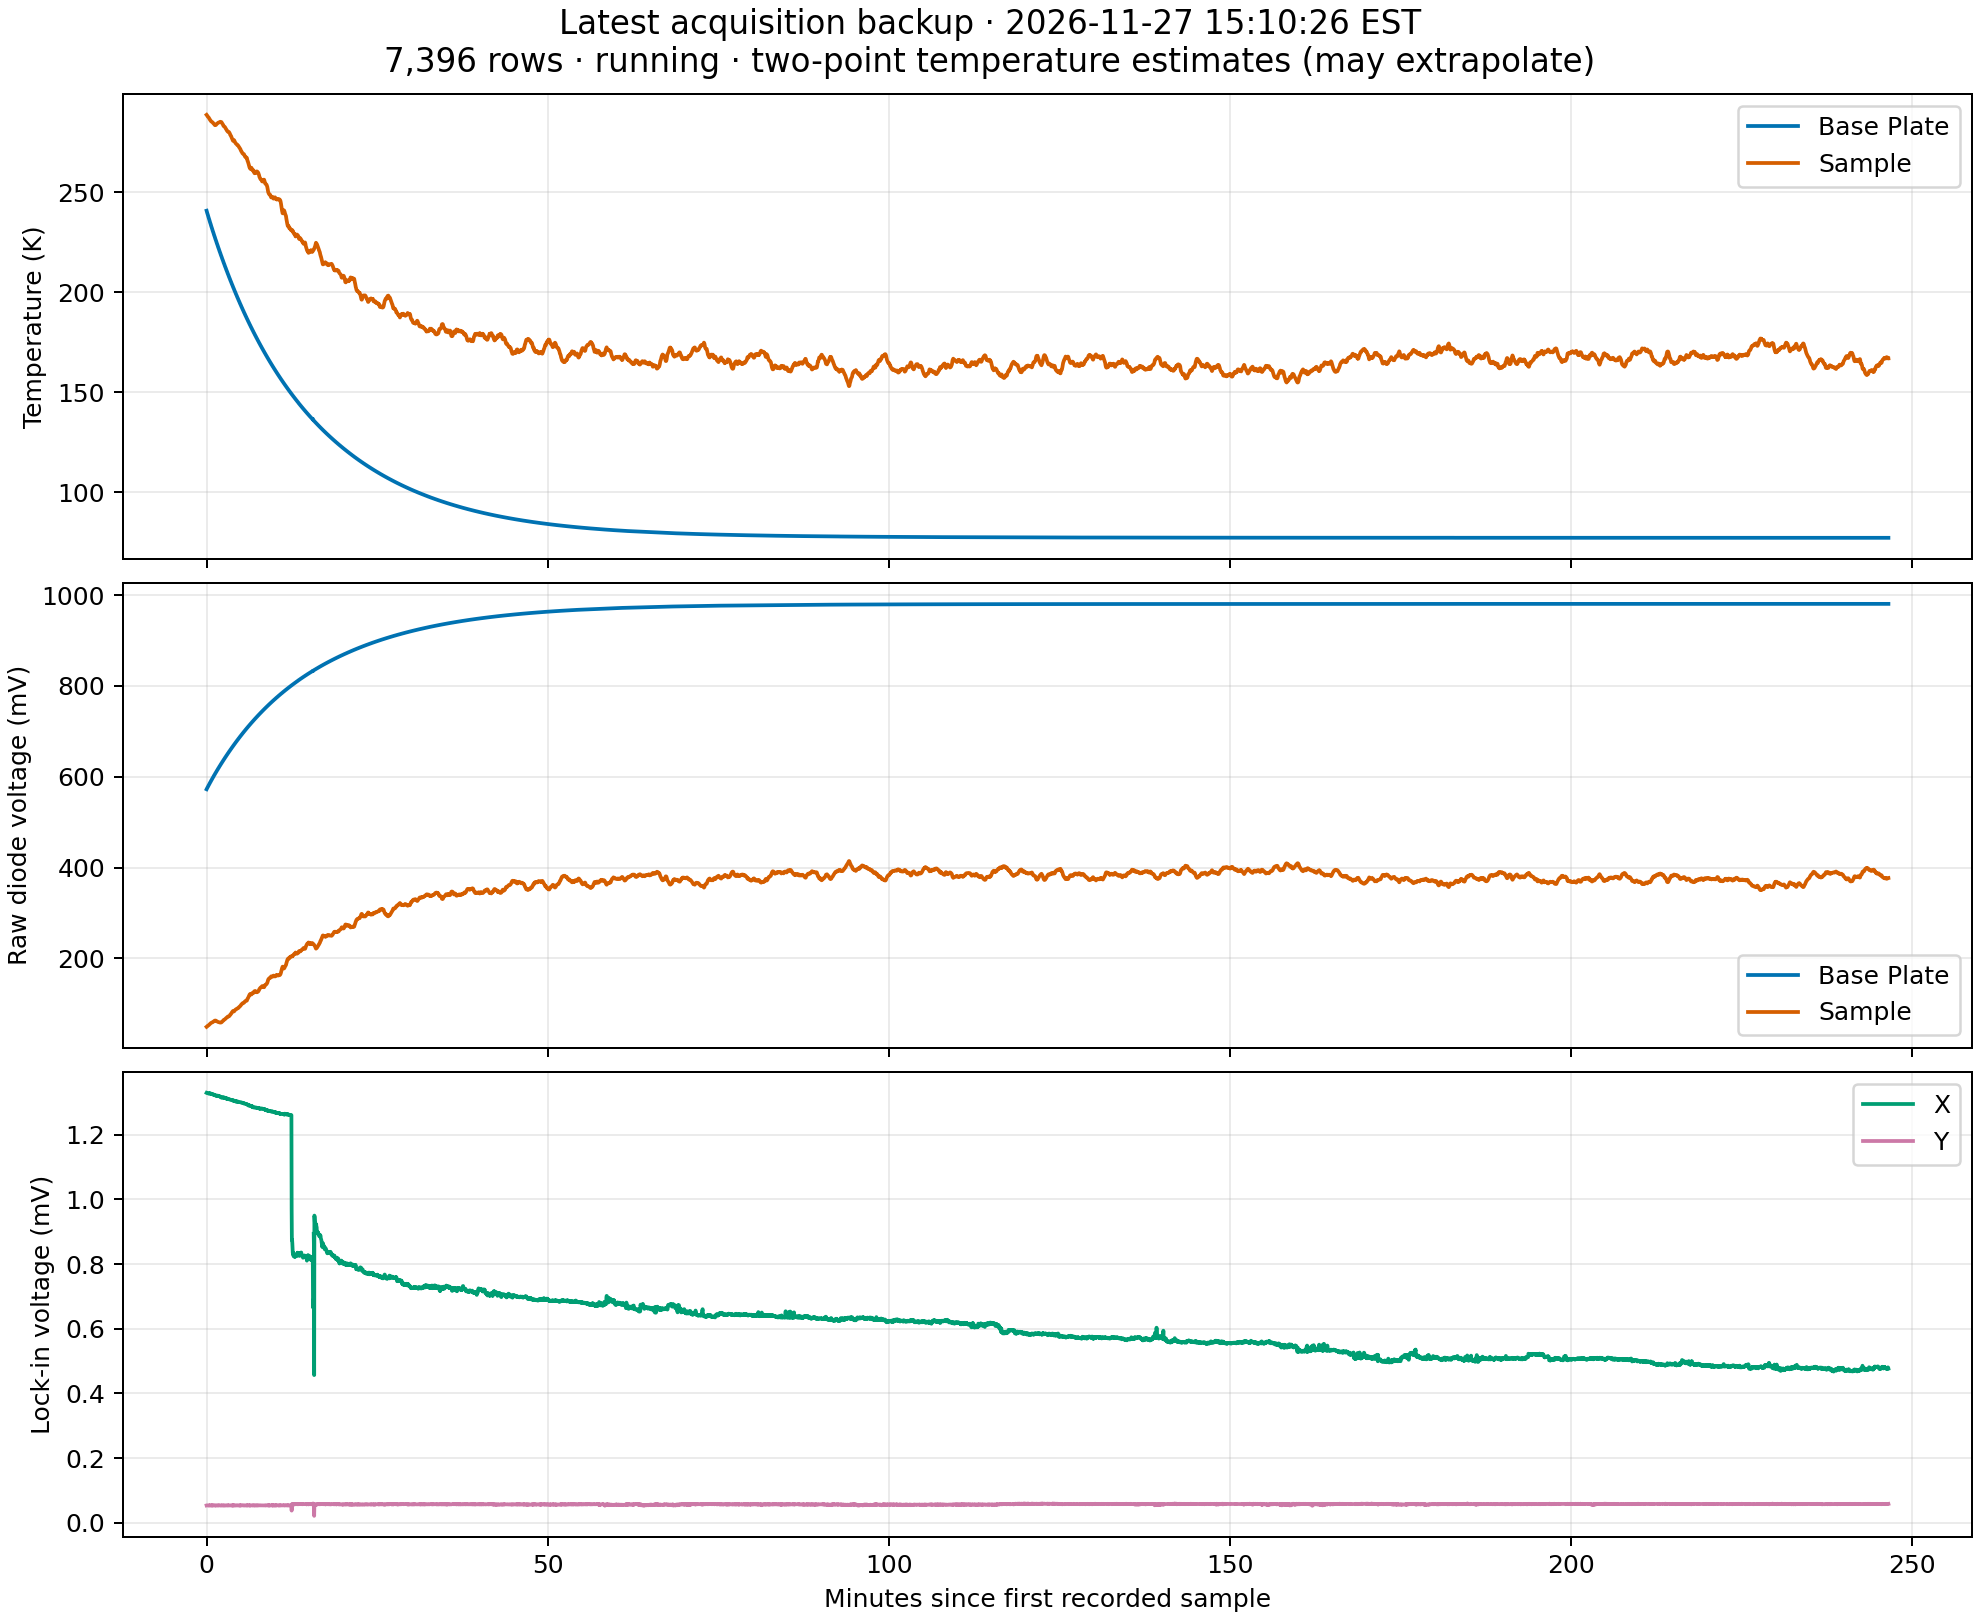 Latest acquisition backup · 2026-11-27 15:10:26 EST
7,396 rows · running · two-point temperature estimates (may extrapolate)
Temperature (K)
250
200
150
100
Base Plate
Sample
Raw diode voltage (mV)
1000
800
600
400
200
Base Plate
Sample
Lock-in voltage (mV)
1.2
1.0
0.8
0.6
0.4
0.2
0.0
X
Y
0 50 100 150 200 250
Minutes since first recorded sample